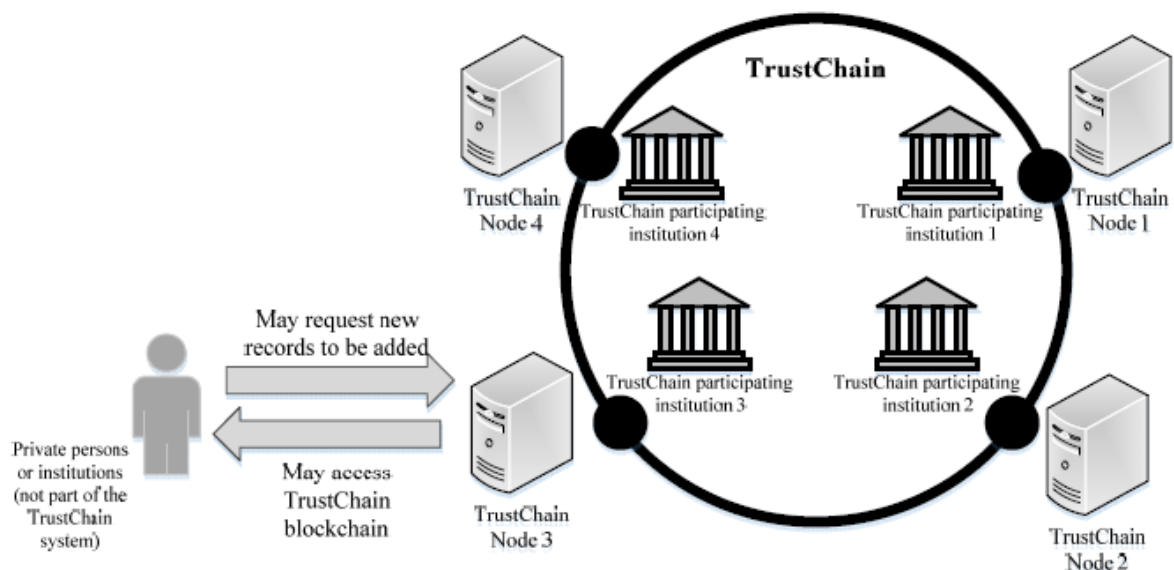 TrustChain
TrustChain
Node 4
TrustChain participating
institution 4
TrustChain participating
institution 1
TrustChain
Node 1
May request new
records to be added
TrustChain participating
institution 3
TrustChain participating
institution 2
Private persons
or institutions
(not part of the
TrustChain
system)
May access
TrustChain
blockchain
TrustChain
Node 3
TrustChain
Node 2